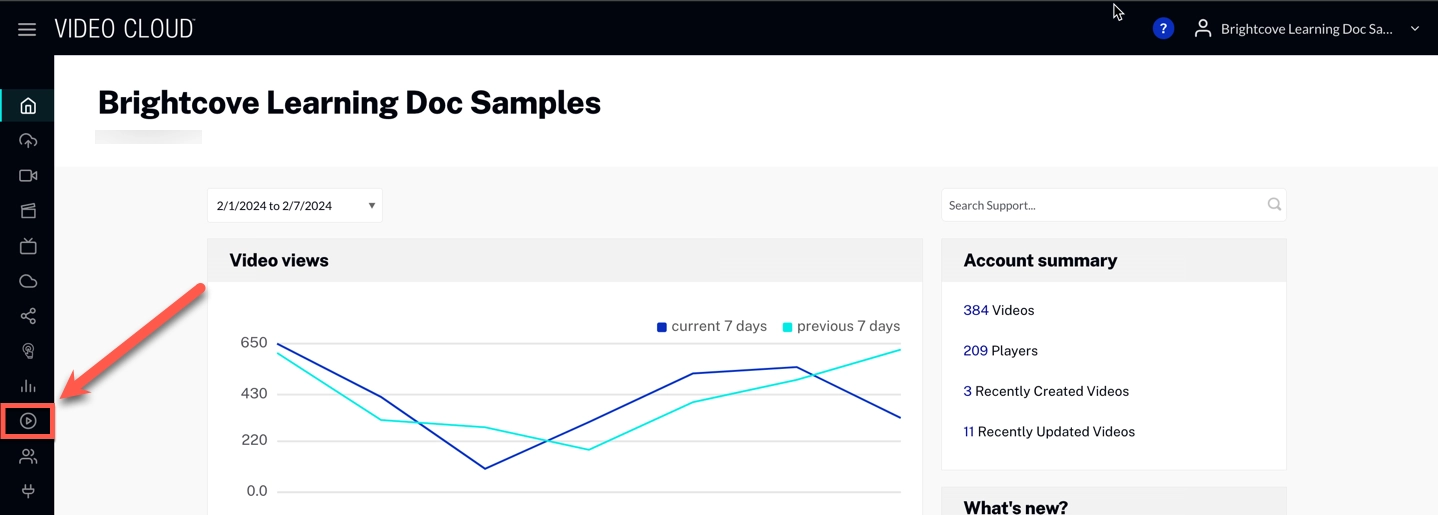 VIDEO CLOUD
?
Brightcove Learning Doc Sa...
Brightcove Learning Doc Samples
2/1/2024 to 2/7/2024
Search Support...
Video views
current 7 days
previous 7 days
650
430
220
0.0
Account summary
384 Videos
209 Players
3 Recently Created Videos
11 Recently Updated Videos
What's new?